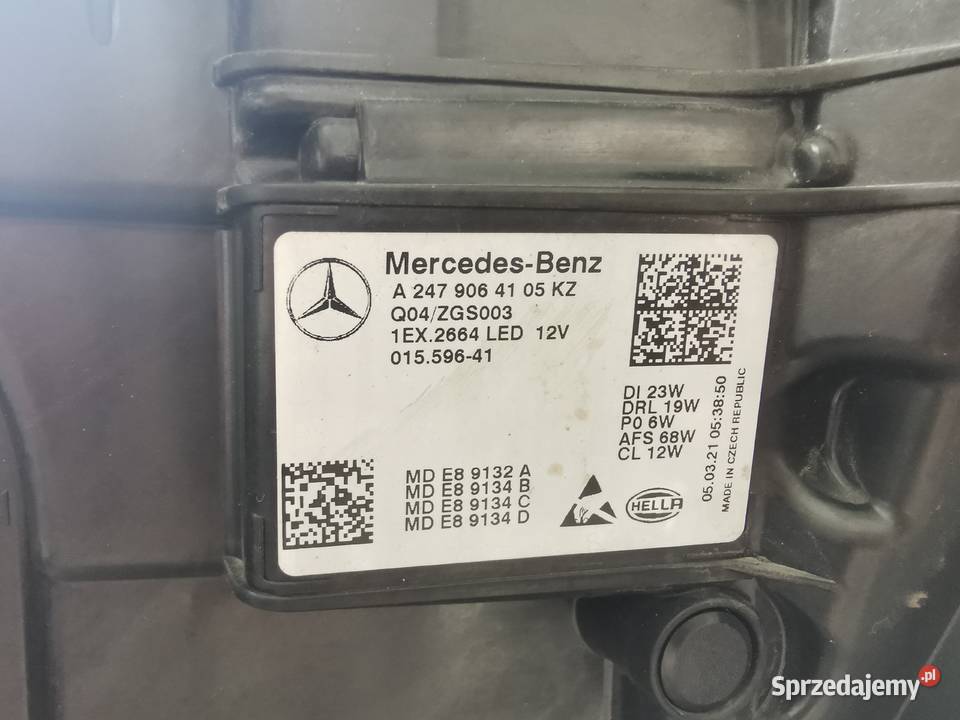 Mercedes-Benz
A 247 906 41 05 KZ
Q04/ZGS003
1EX.2664 LED 12V
015.596-41
DI 23W
DRL 19W
PO 6W
AFS 68W
CL 12W
05.03.21 05:38:50
MADE IN CZECH REPUBLIC
MD E8 9132 A
MD E8 9134 B
MD E8 9134 C
MD E8 9134 D
HELLA
Sprzedajemy.pl